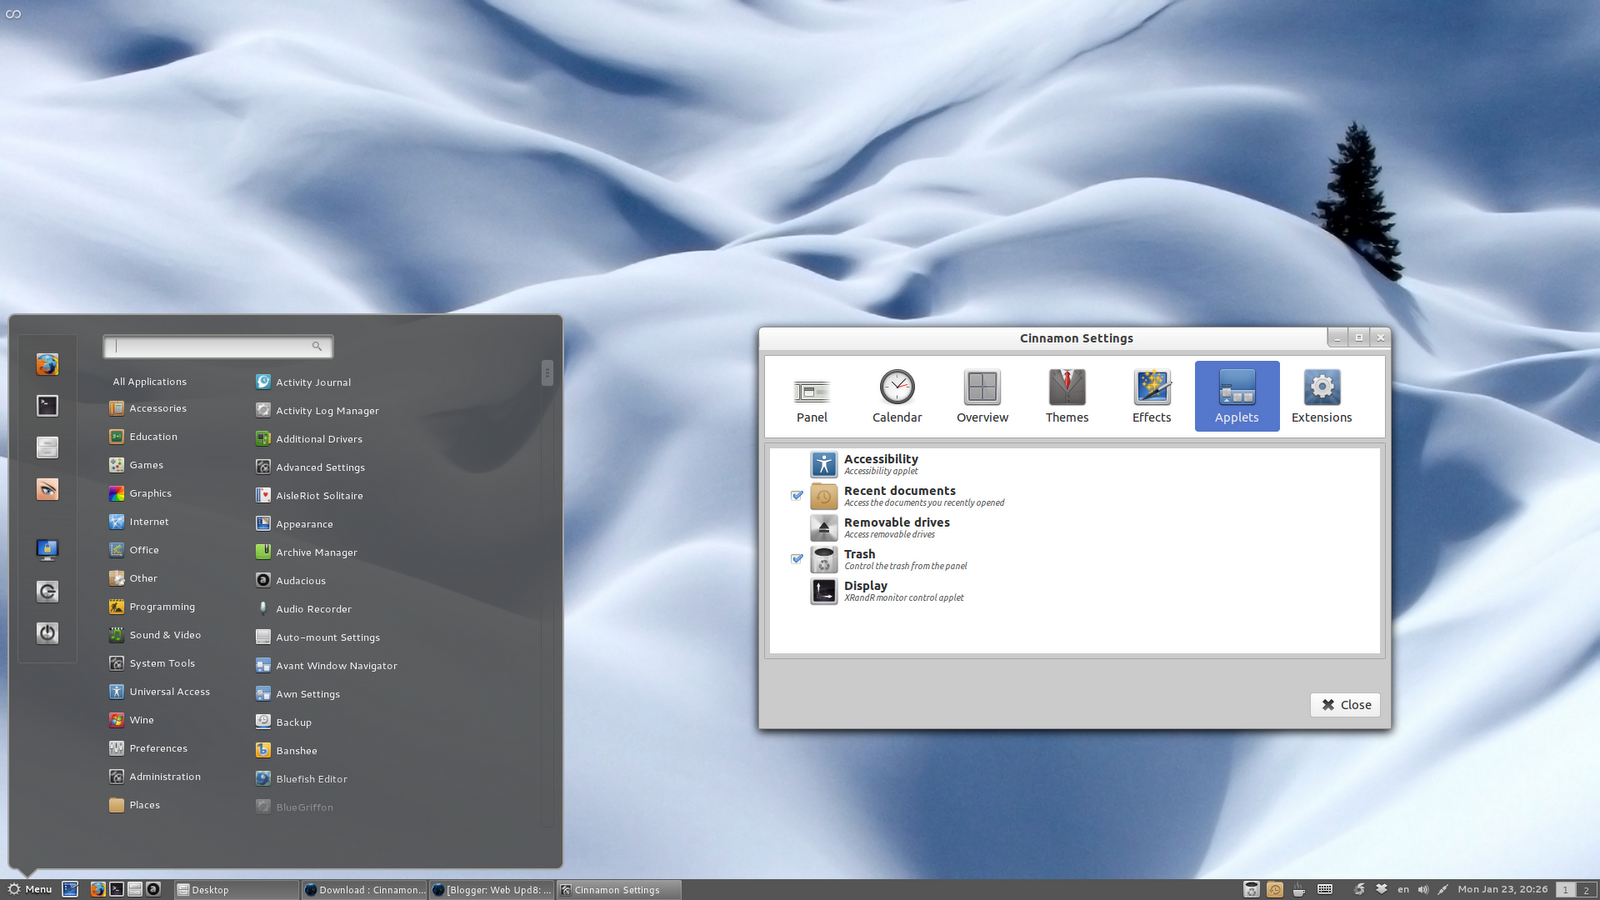 All Applications
Accessories
Education
Games
Graphics
Internet
Office
Other
Programming
Sound & Video
System Tools
Universal Access
Wine
Preferences
Administration
Places
Activity Journal
Activity Log Manager
Additional Drivers
Advanced Settings
AisleRiot Solitaire
Appearance
Archive Manager
Audacious
Audio Recorder
Auto-mount Settings
Avant Window Navigator
Awn Settings
Backup
Banshee
Bluefish Editor
BlueGriffon
Cinnamon Settings
Panel
Calendar
Overview
Themes
Effects
Applets
Extensions
Accessibility
Accessibility applet
Recent documents
Access the documents you recently opened
Removable drives
Access removable drives
Trash
Control the trash from the panel
Display
XRandR monitor control applet
Close
Menu
Desktop
Download : Cinnamon...
[Blogger: Web Upd8: ...
Cinnamon Settings
en
Mon Jan 23, 20:26
1
2